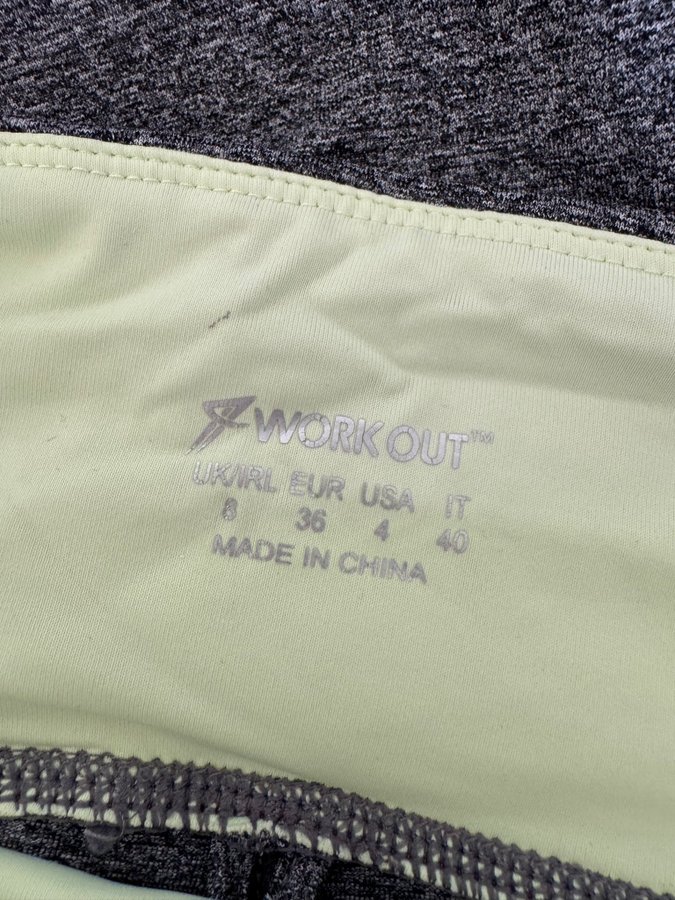 WORK OUT™
UK/IRL EUR USA IT
8 36 4 40
MADE IN CHINA